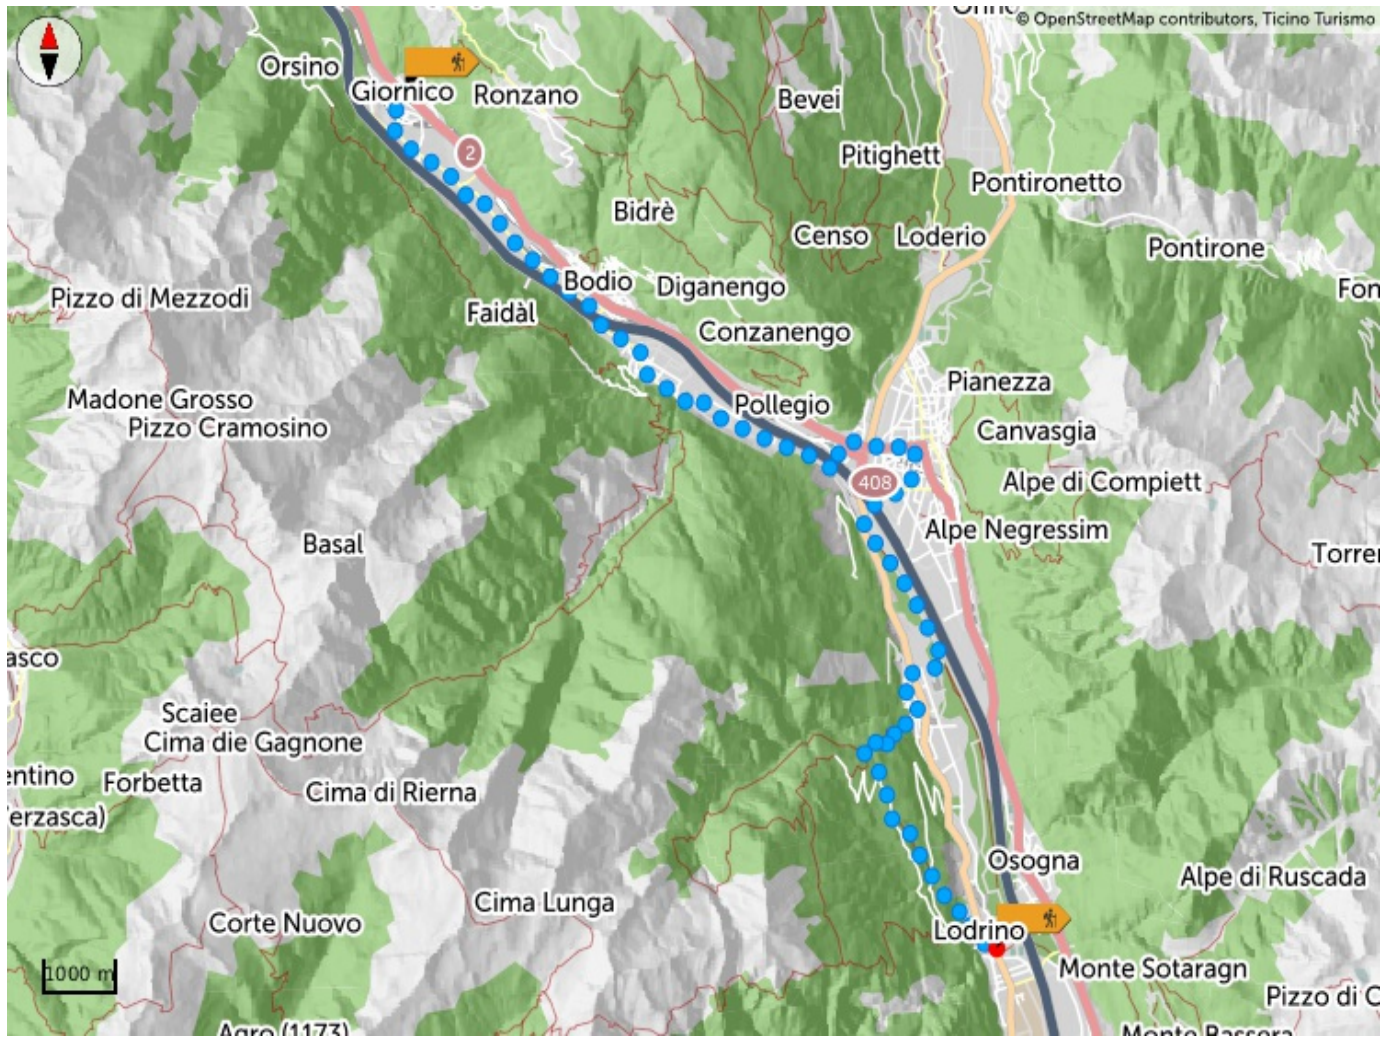 © OpenStreetMap contributors, Ticino Turismo
Orsino
Giornico
Ronzano
Bevei
2
Pitighett
Pontironetto
Bidrè
Censo
Loderio
Pontirone
Pizzo di Mezzodi
Bodio
Diganengo
Fon
Faidàl
Conzanengo
Pianezza
Madone Grosso
Pollegio
Pizzo Cramosino
Canvasgia
408
Alpe di Compiett
Alpe Negressim
Basal
Torrer
asco
Scaiee
Cima die Gagnone
entino
Forbetta
Cima di Rierna
erzasca)
Osogna
Alpe di Ruscada
Cima Lunga
Corte Nuovo
Lodrino
1000 m
Monte Sotaragn
Pizzo di C
Agro (1173)
Monte Bassera